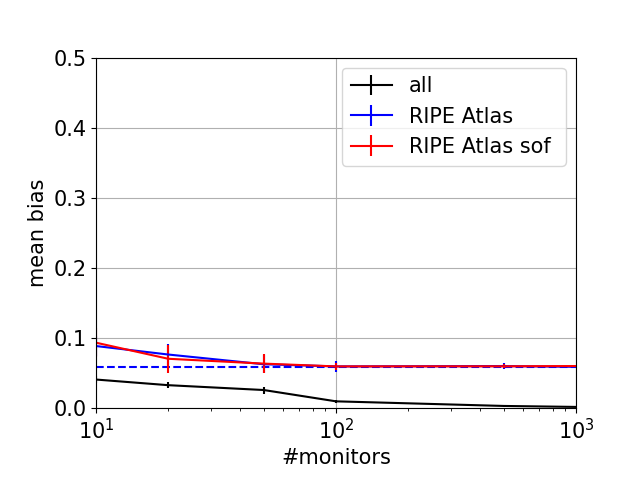 0.5
0.4
0.3
0.2
0.1
0.0
mean bias
10^1
10^2
10^3
#monitors
all
RIPE Atlas
RIPE Atlas sof